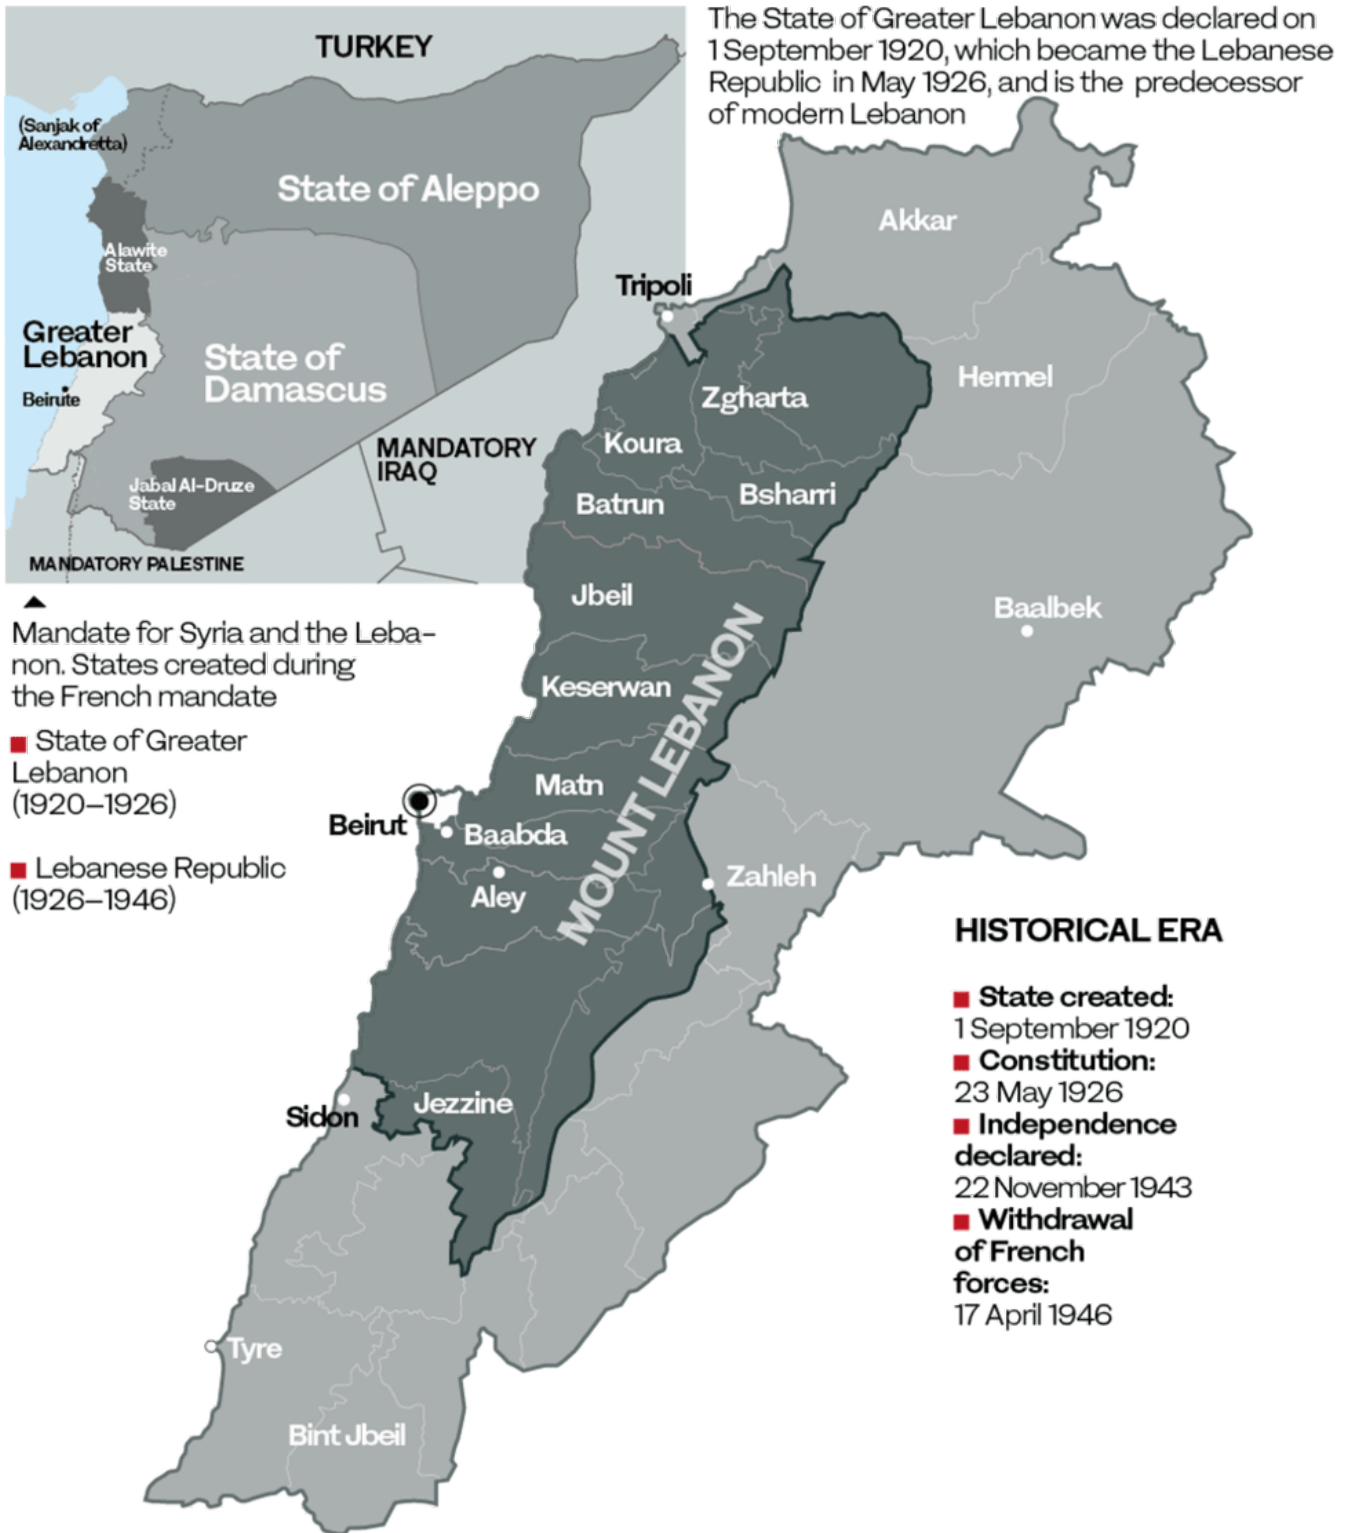 The State of Greater Lebanon was declared on
1 September 1920, which became the Lebanese
Republic in May 1926, and is the predecessor
of modern Lebanon
TURKEY
(Sanjak of
Alexandretta)
State of Aleppo
Alawite
State
Greater
Lebanon
Beirute
State of
Damascus
MANDATORY
IRAQ
Jabal Al-Druze
State
MANDATORY PALESTINE
Mandate for Syria and the Leba-
non. States created during
the French mandate
State of Greater
Lebanon
(1920–1926)
Lebanese Republic
(1926–1946)
Akkar
Tripoli
Hermel
Zgharta
Koura
Batrun
Bsharri
Jbeil
Baalbek
Keserwan
MOUNT LEBANON
Matn
Beirut
Baabda
Aley
Zahleh
Jezzine
Sidon
Tyre
Bint Jbeil
HISTORICAL ERA
State created:
1 September 1920
Constitution:
23 May 1926
Independence
declared:
22 November 1943
Withdrawal
of French
forces:
17 April 1946